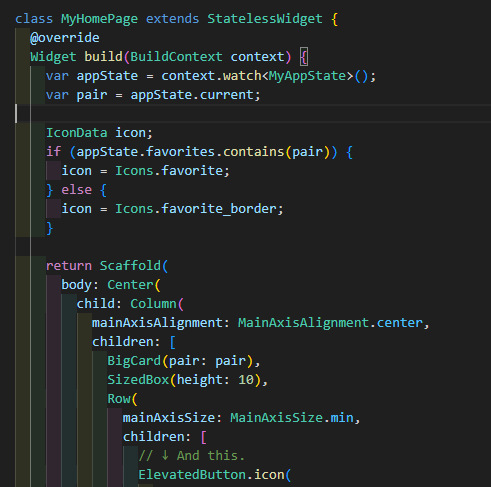 class MyHomePage extends StatelessWidget {
  @override
  Widget build(BuildContext context) {
    var appState = context.watch<MyAppState>();
    var pair = appState.current;

    IconData icon;
    if (appState.favorites.contains(pair)) {
      icon = Icons.favorite;
    } else {
      icon = Icons.favorite_border;
    }

    return Scaffold(
      body: Center(
        child: Column(
          mainAxisAlignment: MainAxisAlignment.center,
          children: [
            BigCard(pair: pair),
            SizedBox(height: 10),
            Row(
              mainAxisSize: MainAxisSize.min,
              children: [
                // ↓ And this.
                ElevatedButton.icon(